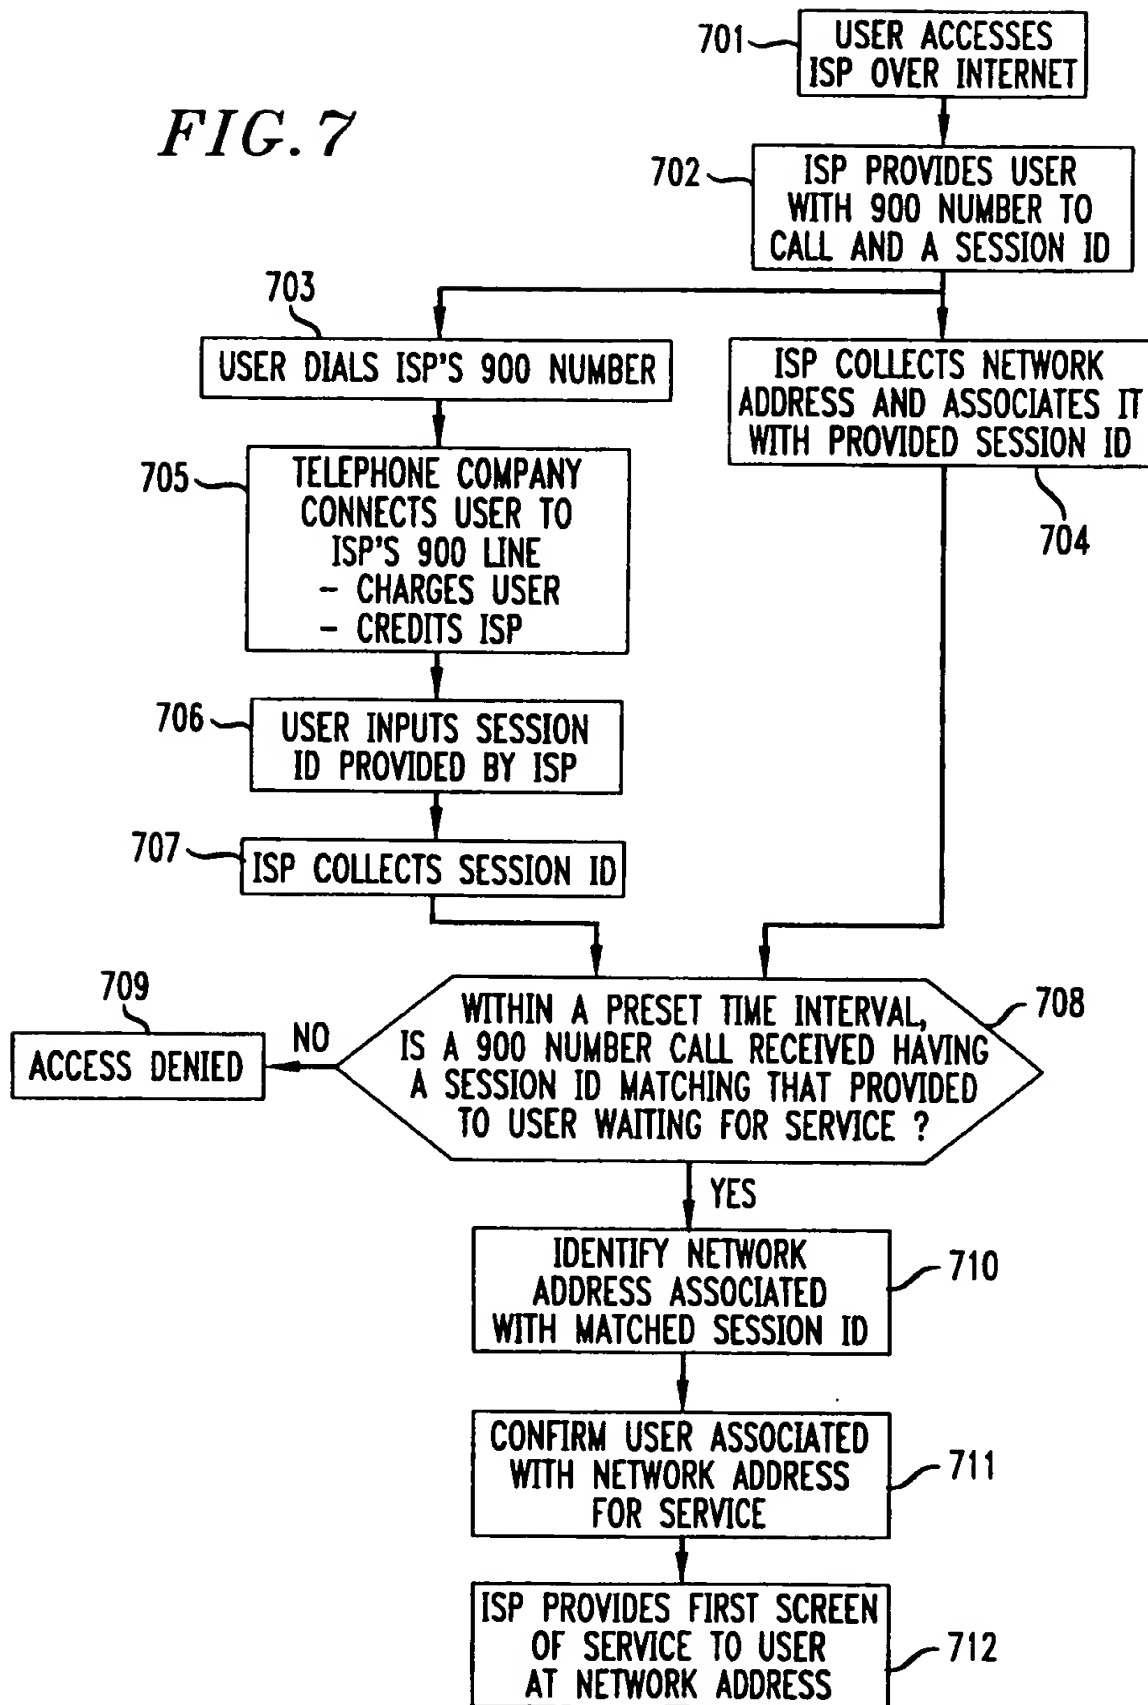 FIG. 7
701
USER ACCESSES
ISP OVER INTERNET
702
ISP PROVIDES USER
WITH 900 NUMBER TO
CALL AND A SESSION ID
703
USER DIALS ISP'S 900 NUMBER
ISP COLLECTS NETWORK
ADDRESS AND ASSOCIATES IT
WITH PROVIDED SESSION ID
704
705
TELEPHONE COMPANY
CONNECTS USER TO
ISP'S 900 LINE
- CHARGES USER
- CREDITS ISP
706
USER INPUTS SESSION
ID PROVIDED BY ISP
707
ISP COLLECTS SESSION ID
708
WITHIN A PRESET TIME INTERVAL,
IS A 900 NUMBER CALL RECEIVED HAVING
A SESSION ID MATCHING THAT PROVIDED
TO USER WAITING FOR SERVICE ?
NO
709
ACCESS DENIED
YES
IDENTIFY NETWORK
ADDRESS ASSOCIATED
WITH MATCHED SESSION ID
710
CONFIRM USER ASSOCIATED
WITH NETWORK ADDRESS
FOR SERVICE
711
ISP PROVIDES FIRST SCREEN
OF SERVICE TO USER
AT NETWORK ADDRESS
712